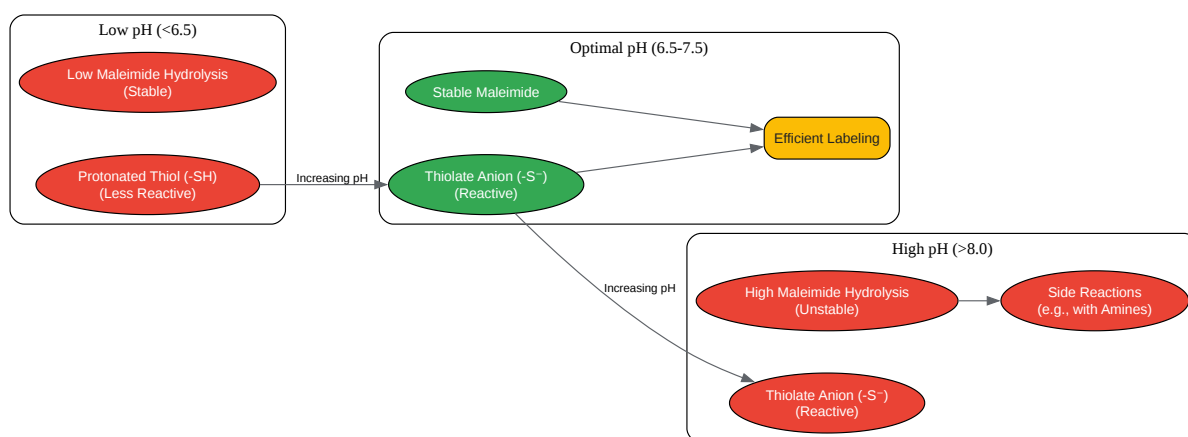 Low pH (<6.5)
Low Maleimide Hydrolysis
(Stable)
Protonated Thiol (-SH)
(Less Reactive)
Increasing pH
Optimal pH (6.5-7.5)
Stable Maleimide
Thiolate Anion (-S⁻)
(Reactive)
Efficient Labeling
Increasing pH
High pH (>8.0)
High Maleimide Hydrolysis
(Unstable)
Side Reactions
(e.g., with Amines)
Thiolate Anion (-S⁻)
(Reactive)